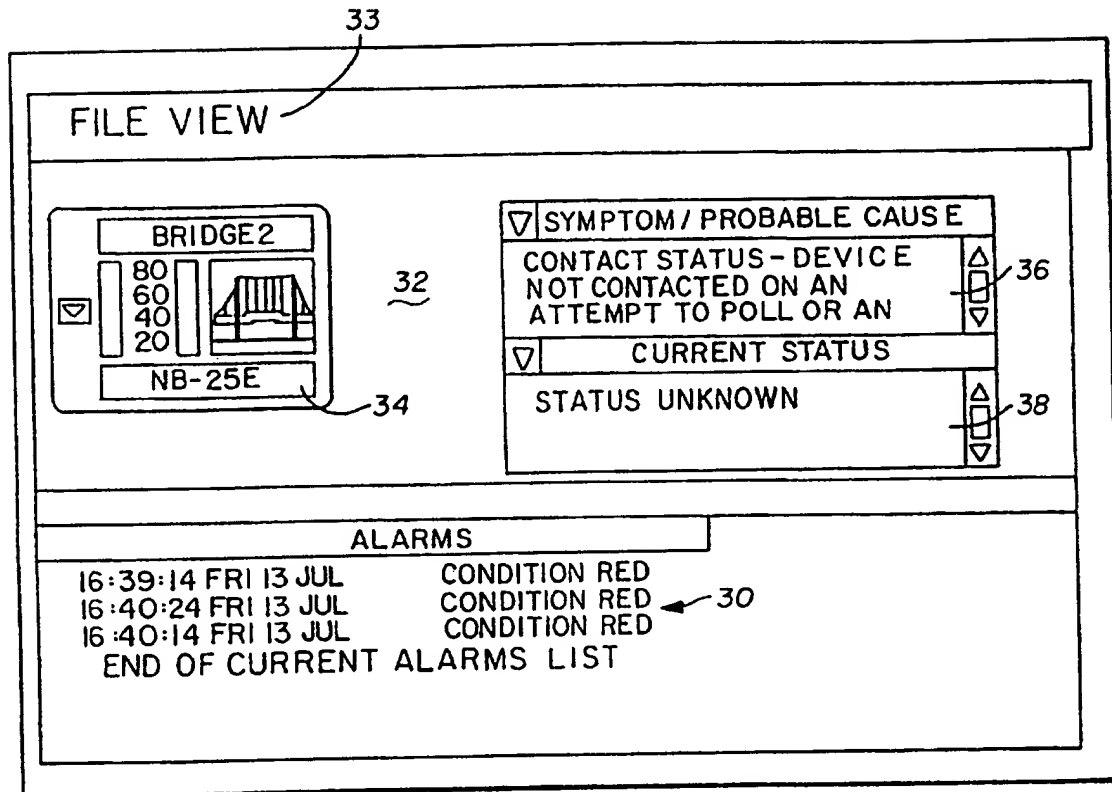 33
FILE VIEW
BRIDGE2
80
60
40
20
NB-25E
34
32
SYMPTOM/PROBABLE CAUSE
CONTACT STATUS-DEVICE
NOT CONTACTED ON AN
ATTEMPT TO POLL OR AN
36
CURRENT STATUS
STATUS UNKNOWN
38
ALARMS
16:39:14 FRI 13 JUL CONDITION RED
16:40:24 FRI 13 JUL CONDITION RED
16:40:14 FRI 13 JUL CONDITION RED
30
END OF CURRENT ALARMS LIST